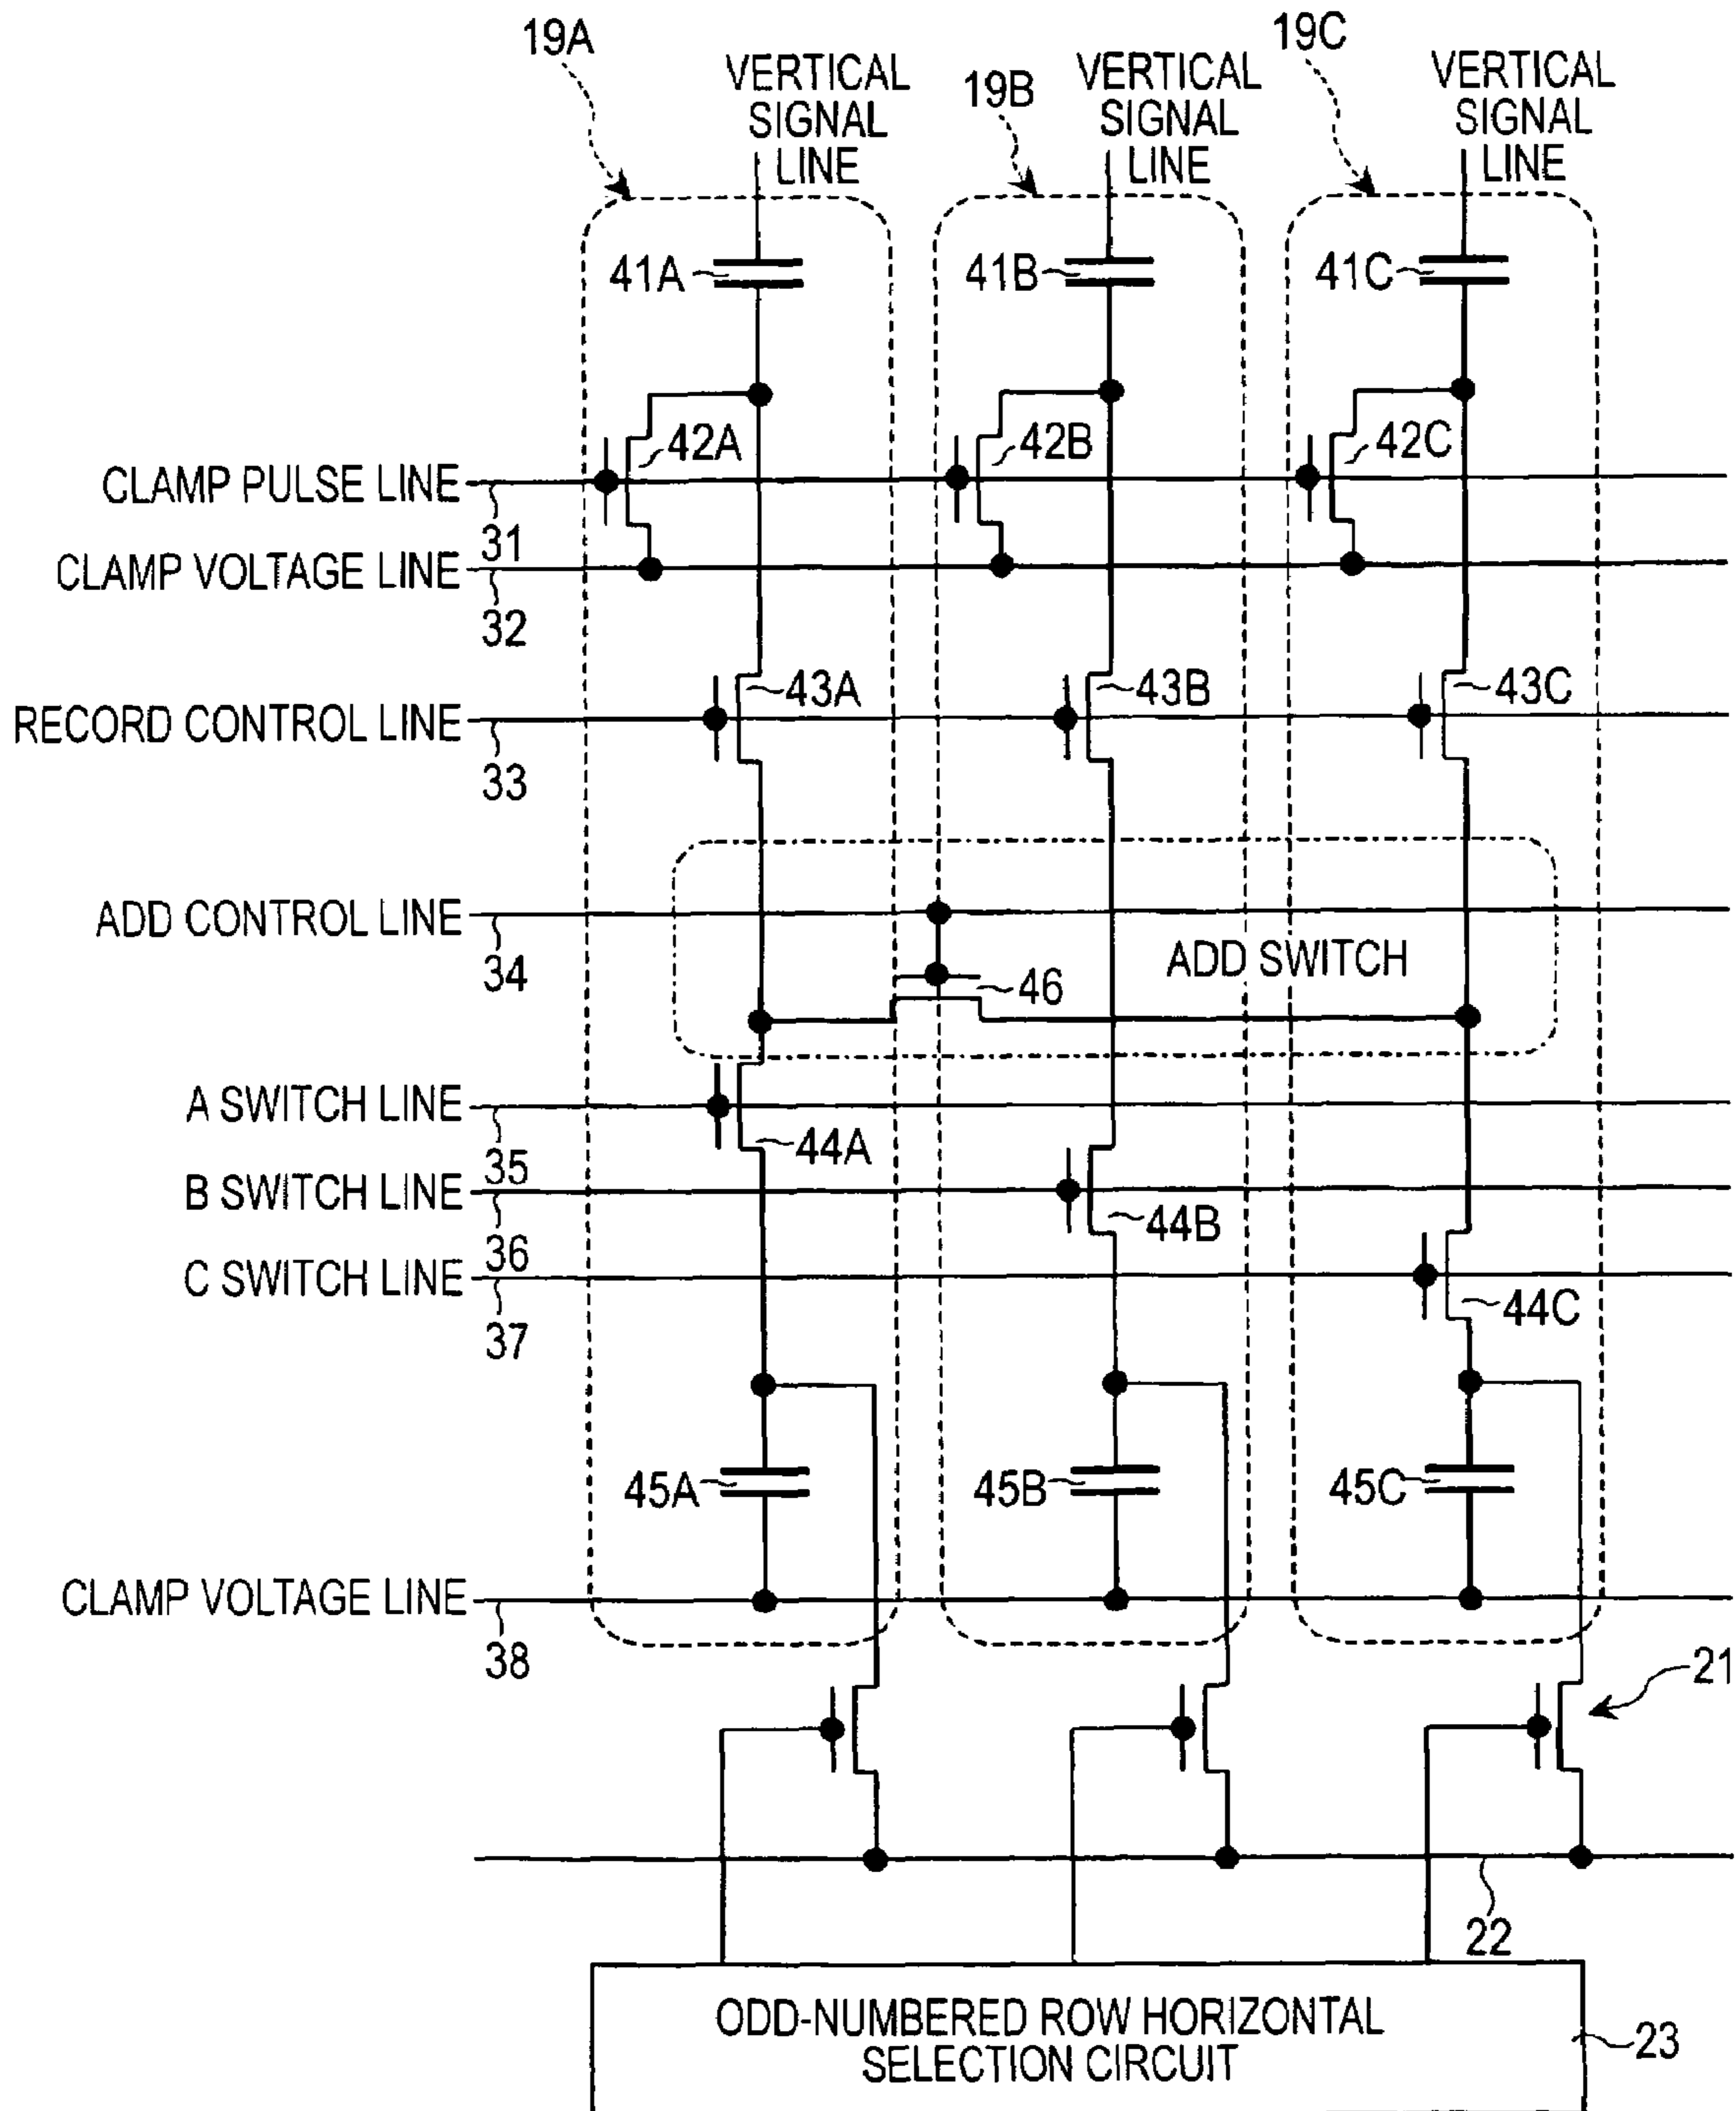 19A
19B
19C
VERTICAL
SIGNAL
LINE
VERTICAL
SIGNAL
LINE
VERTICAL
SIGNAL
LINE
41A
41B
41C
42A
42B
42C
CLAMP PULSE LINE
31
CLAMP VOLTAGE LINE
32
43A
43B
43C
RECORD CONTROL LINE
33
ADD CONTROL LINE
34
ADD SWITCH
46
A SWITCH LINE
35
44A
B SWITCH LINE
36
44B
C SWITCH LINE
37
44C
45A
45B
45C
CLAMP VOLTAGE LINE
38
21
22
ODD-NUMBERED ROW HORIZONTAL
SELECTION CIRCUIT
23